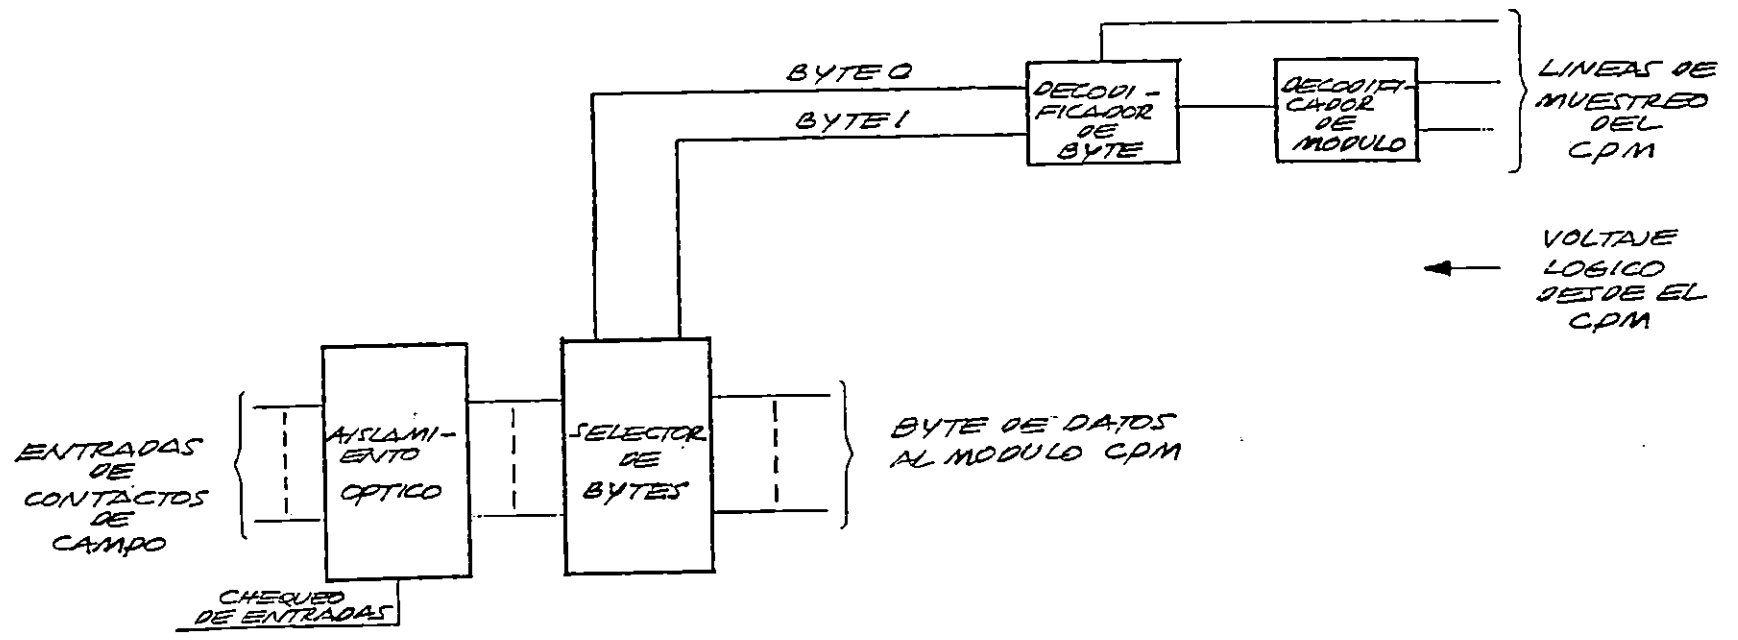 BYTE 0
BYTE 1
DECODI-
FICADOR
DE
BYTE
DECODIFI-
CADOR
DE
MODULO
LINEAS DE
MUESTREO
DEL
CPM
VOLTAJE
LOGICO
DESDE EL
CPM
ENTRADAS
DE
CONTACTOS
DE
CAMPO
AISLAMI-
ENTO
OPTICO
SELECTOR
DE
BYTES
BYTE DE DATOS
AL MODULO CPM
CHEQUEO
DE ENTRADAS